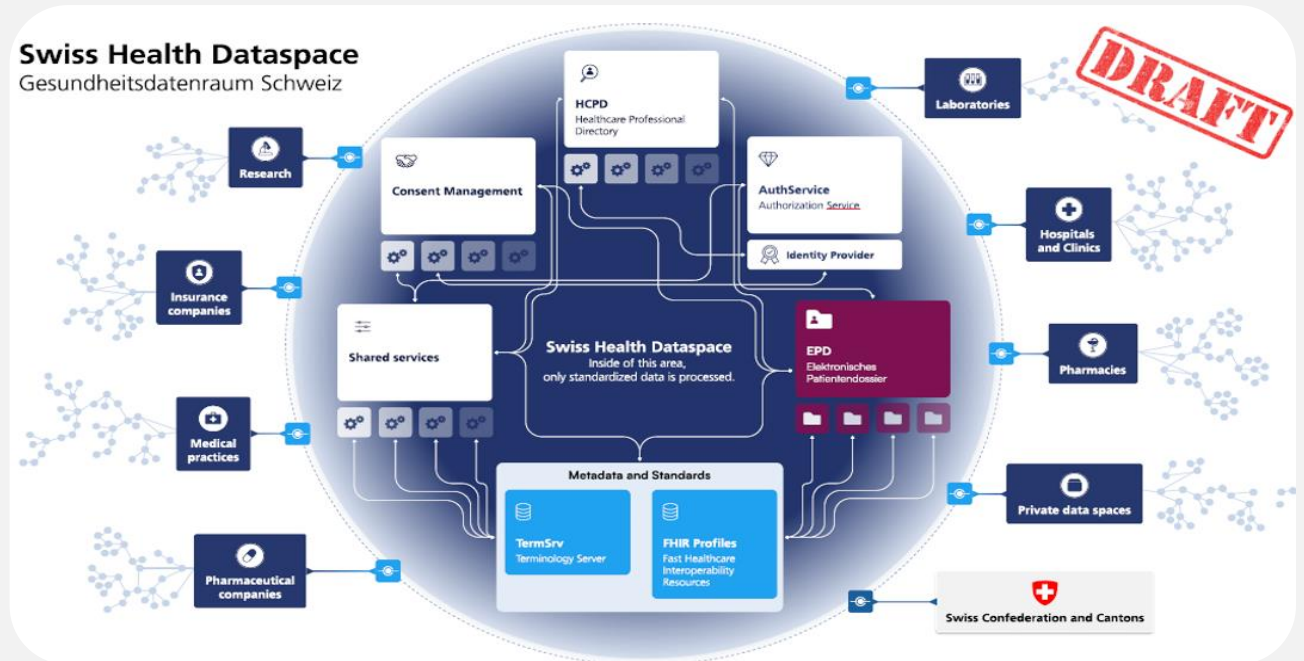 Swiss Health Dataspace
Gesundheitsdatenraum Schweiz
DRAFT
HCPD
Healthcare Professional
Directory
Laboratories
Research
Consent Management
AuthService
Authorization Service
Identity Provider
Hospitals
and Clinics
Insurance
companies
Shared services
Swiss Health Dataspace
Inside of this area,
only standardized data is processed.
EPD
Elektronisches
Patientendossier
Pharmacies
Medical
practices
Metadata and Standards
TermSrv
Terminology Server
FHIR Profiles
Fast Healthcare
Interoperability
Resources
Private data spaces
Pharmaceutical
companies
Swiss Confederation and Cantons